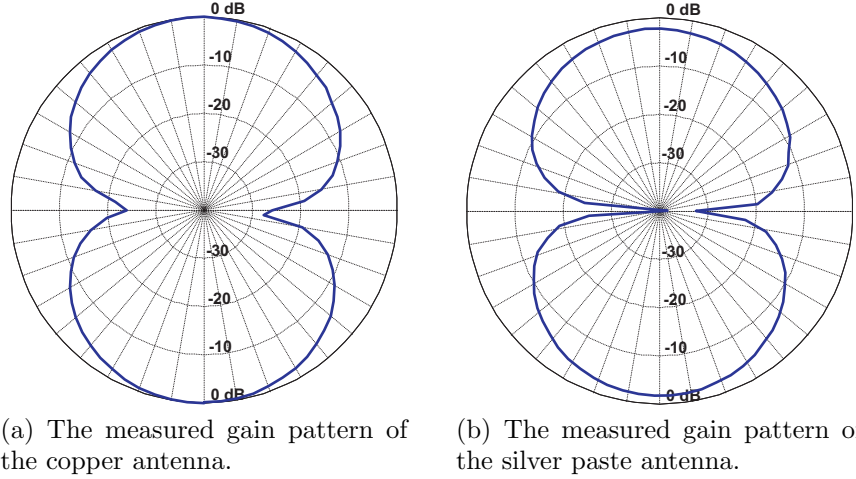 0 dB
-10
-20
-30
-30
-20
-10
0 dB
0 dB
-10
-20
-30
-30
-20
-10
0 dB
(a) The measured gain pattern of
the copper antenna.
(b) The measured gain pattern o
the silver paste antenna.